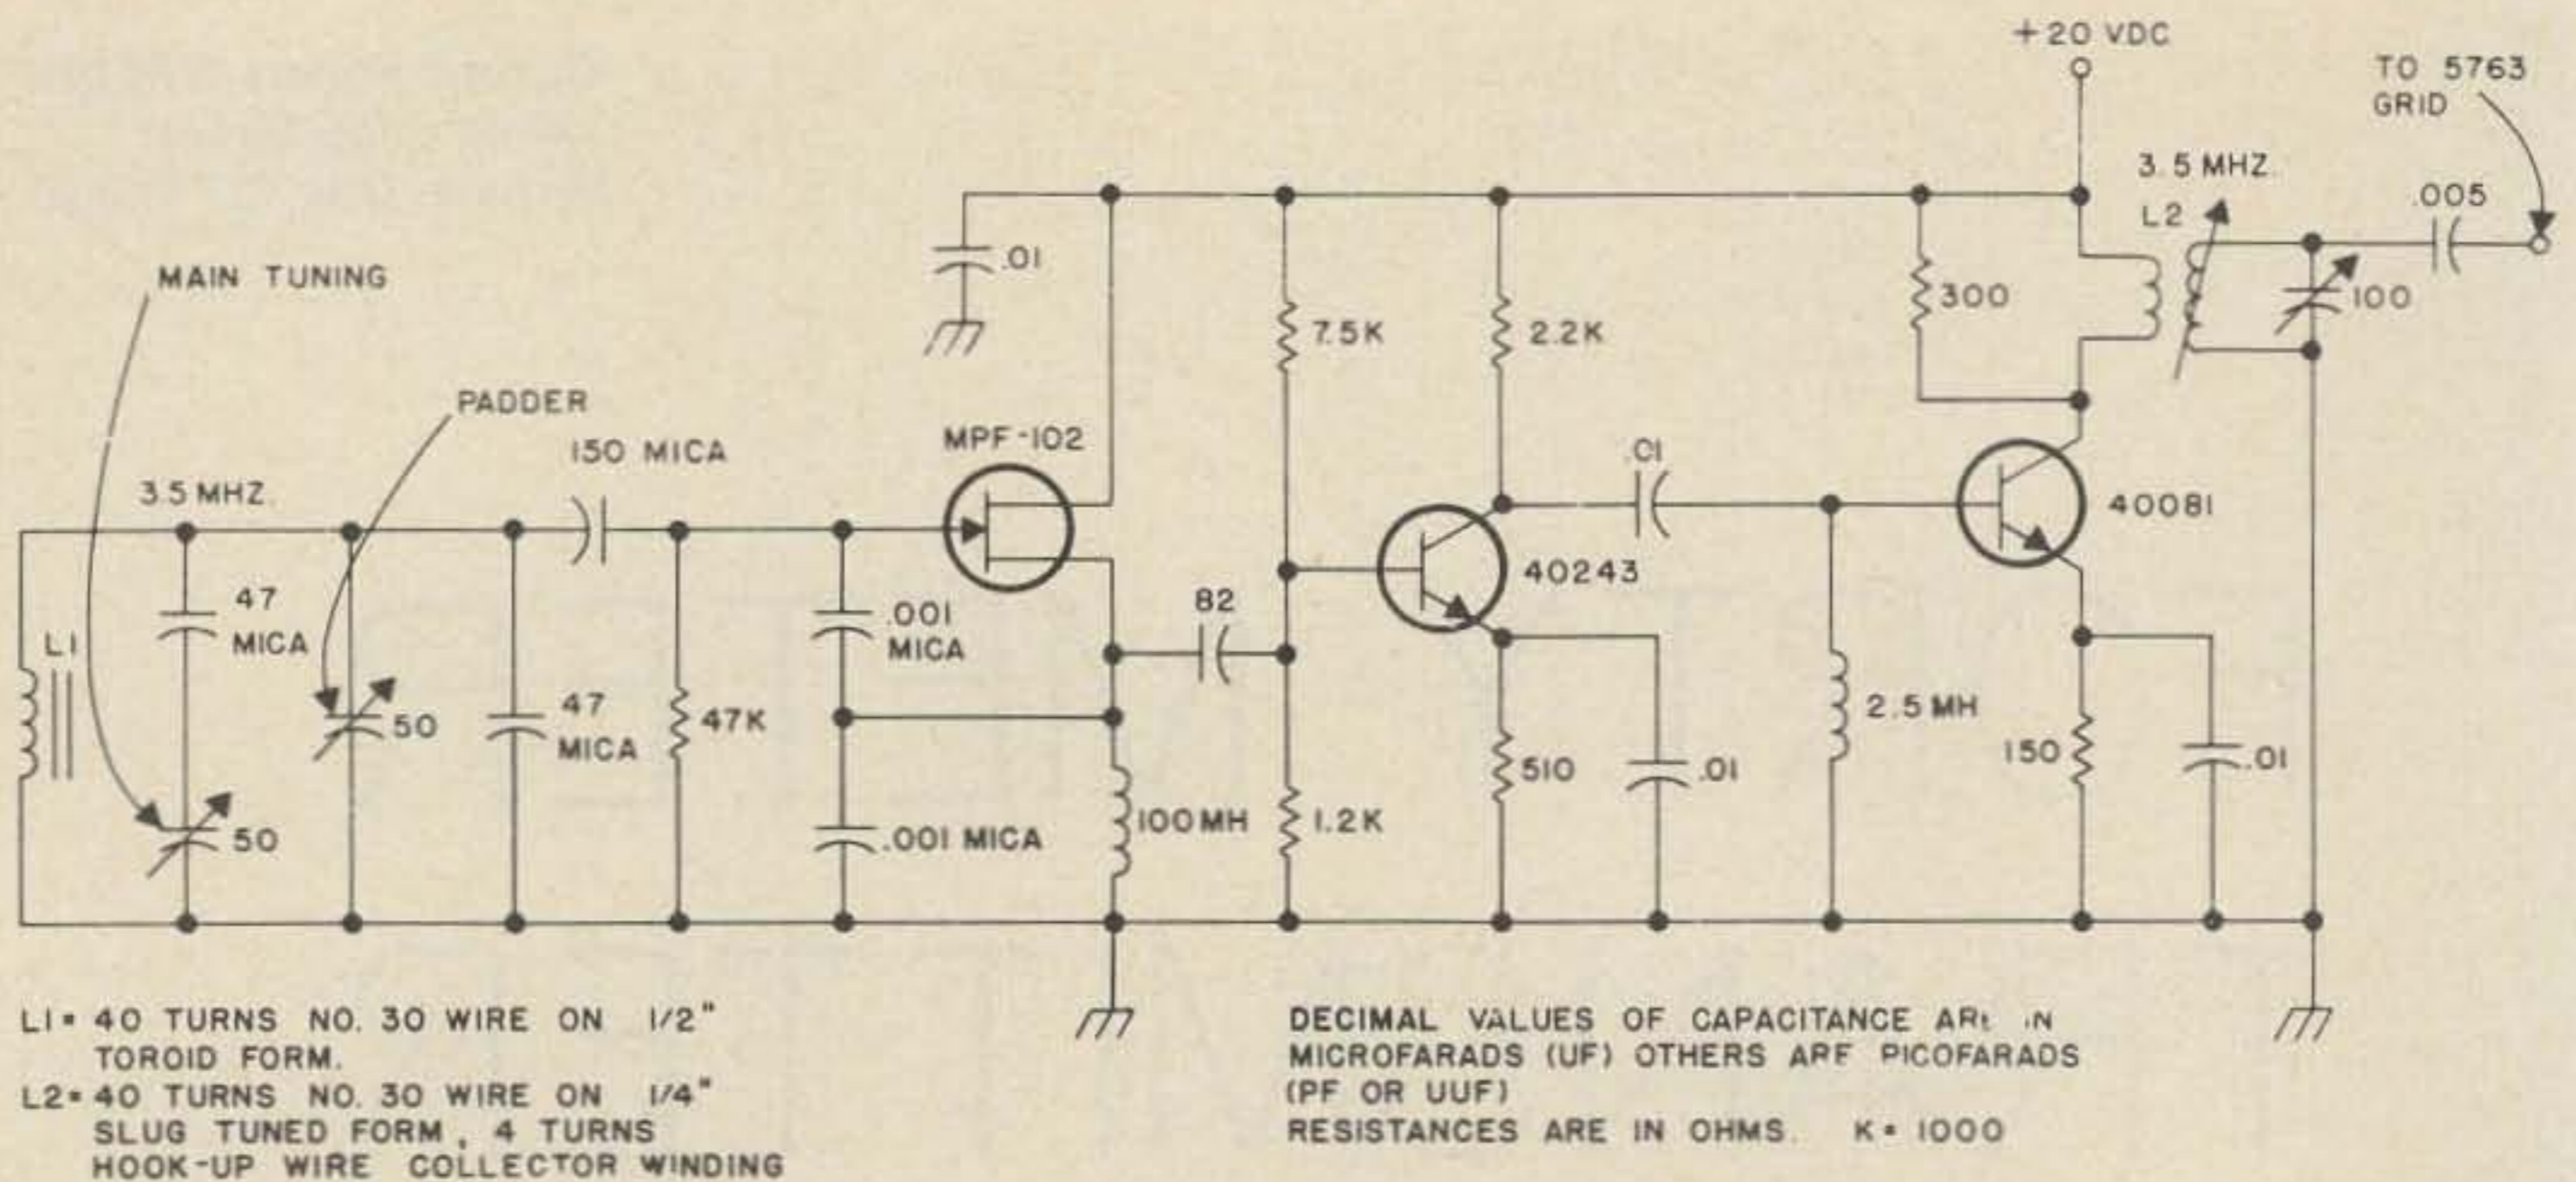 +20 VDC
TO 5763
GRID
3.5 MHZ.
L2
.005
100
300
MAIN TUNING
.01
7.5K
2.2K
PADDER
150 MICA
MPF-102
3.5 MHZ.
.01
40081
40243
47
MICA
L1
.001
MICA
82
50
47
MICA
47K
2.5 MH
150
.01
50
.001 MICA
100 MH
1.2K
510
.01
L1= 40 TURNS NO. 30 WIRE ON 1/2"
TOROID FORM.
L2= 40 TURNS NO. 30 WIRE ON 1/4"
SLUG TUNED FORM, 4 TURNS
HOOK-UP WIRE COLLECTOR WINDING
DECIMAL VALUES OF CAPACITANCE ARE IN
MICROFARADS (UF) OTHERS ARE PICOFARADS
(PF OR UUF)
RESISTANCES ARE IN OHMS. K= 1000